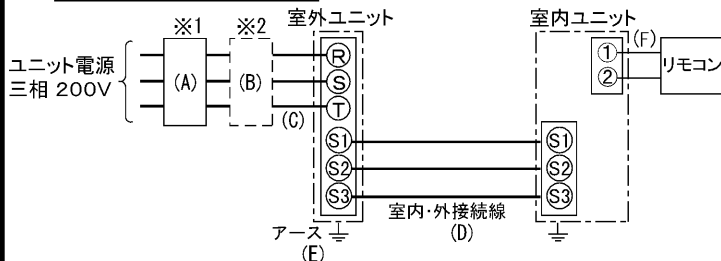 ※1
※2
室外ユニット
室内ユニット
ユニット電源
三相 200V
(A)
(B)
(C)
R
S
T
S1
S2
S3
室内・外接続線
(D)
アース
(E)
1
2
(F)
リモコン
S1
S2
S3